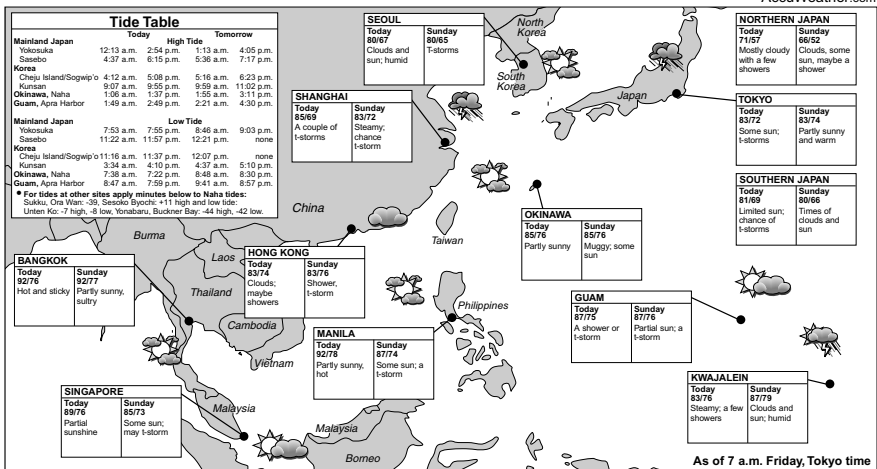 AccuWeather.com
Tide Table
Today Tomorrow
Mainland Japan High Tide
Yokosuka 12:13 a.m. 2:54 p.m. 1:13 a.m. 4:05 p.m.
Sasebo 4:37 a.m. 6:15 p.m. 5:36 a.m. 7:17 p.m.
Korea
Cheju Island/Sogwip'o 4:12 a.m. 5:08 p.m. 5:16 a.m. 6:23 p.m.
Kunsan 9:07 a.m. 9:55 p.m. 9:59 a.m. 11:02 p.m.
Okinawa, Naha 1:06 a.m. 1:37 p.m. 1:55 a.m. 3:11 p.m.
Guam, Apra Harbor 1:49 a.m. 2:49 p.m. 2:21 a.m. 4:30 p.m.
Mainland Japan Low Tide
Yokosuka 7:53 a.m. 7:55 p.m. 8:46 a.m. 9:03 p.m.
Sasebo 11:22 a.m. 11:57 p.m. 12:21 p.m. none
Korea
Cheju Island/Sogwip'o 11:16 a.m. 11:37 p.m. 12:07 p.m. none
Kunsan 3:34 a.m. 4:10 p.m. 4:37 a.m. 5:10 p.m.
Okinawa, Naha 7:38 a.m. 7:22 p.m. 8:48 a.m. 8:30 p.m.
Guam, Apra Harbor 8:47 a.m. 7:59 p.m. 9:41 a.m. 8:57 p.m.
• For tides at other sites apply minutes below to Naha tides:
Sukku, Ora Wan: -39, Sesoko Byochi: +11 high and low tide:
Unten Ko: -7 high, -8 low, Yonabaru, Buckner Bay: -44 high, -42 low.
SEOUL
Today Sunday
80/67 80/65
Clouds and T-storms
sun; humid
North
Korea
South
Korea
Japan
NORTHERN JAPAN
Today Sunday
71/57 66/52
Mostly cloudy Clouds, some
with a few sun, maybe a
showers shower
SHANGHAI
Today Sunday
85/69 83/72
A couple of Steamy;
t-storms chance
t-storm
TOKYO
Today Sunday
83/72 83/74
Some sun; Partly sunny
t-storms and warm
SOUTHERN JAPAN
Today Sunday
81/69 80/66
Limited sun; Times of
chance of clouds and
t-storms sun
China
Taiwan
OKINAWA
Today Sunday
85/76 85/76
Partly sunny Muggy; some
sun
Burma
Laos
Thailand
Cambodia
Vietnam
HONG KONG
Today Sunday
83/74 83/76
Clouds; Shower,
maybe t-storm
showers
BANGKOK
Today Sunday
92/76 92/77
Hot and sticky Partly sunny,
sultry
Philippines
GUAM
Today Sunday
87/75 87/76
A shower or Partial sun; a
t-storm t-storm
MANILA
Today Sunday
92/78 87/74
Partly sunny, Some sun; a
hot t-storm
KWAJALEIN
Today Sunday
83/76 87/79
Steamy; a few Clouds and
showers sun; humid
SINGAPORE
Today Sunday
89/76 85/73
Partial Some sun;
sunshine may t-storm
Malaysia
Malaysia
Borneo
As of 7 a.m. Friday, Tokyo time